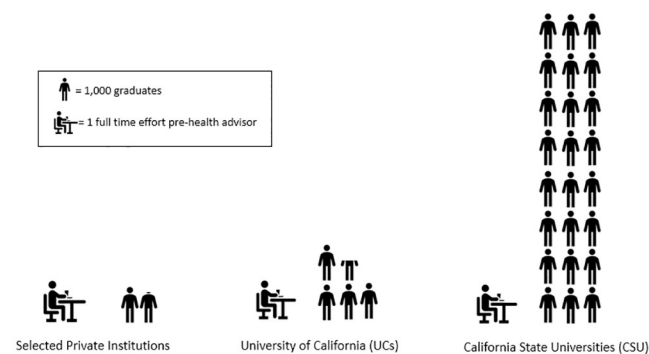 = 1,000 graduates
= 1 full time effort pre-health advisor
Selected Private Institutions
University of California (UCs)
California State Universities (CSU)